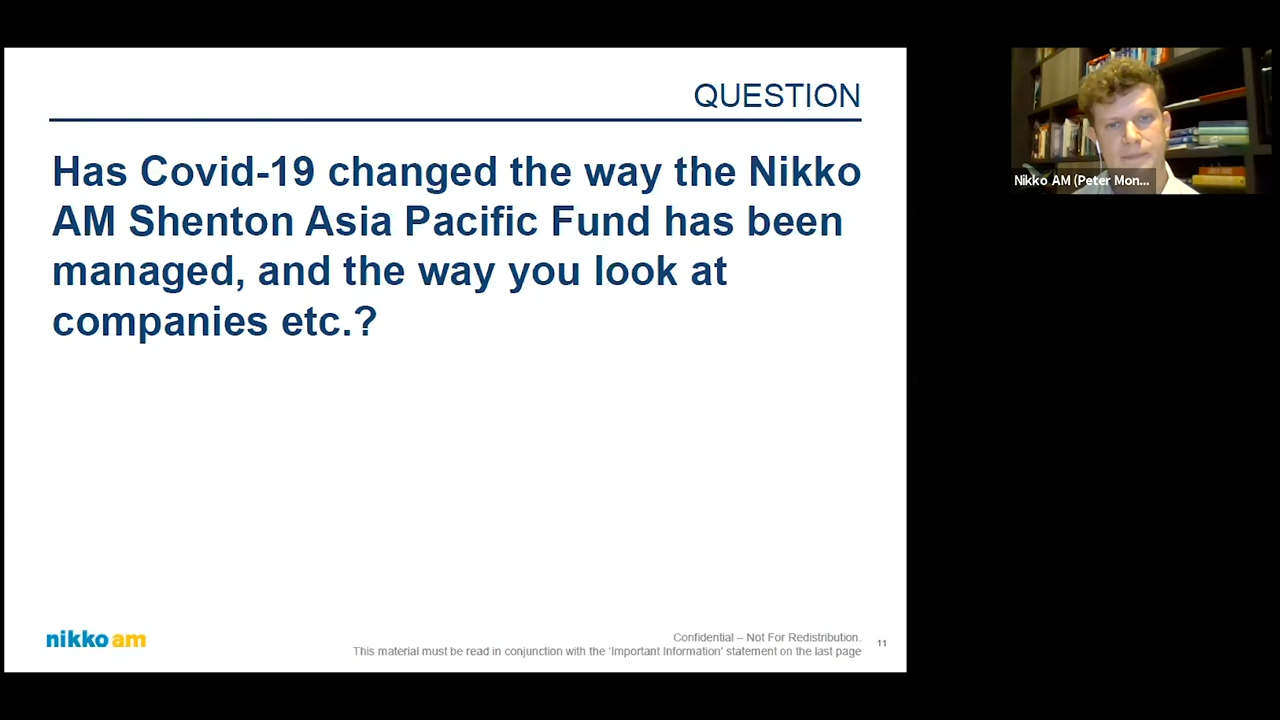 QUESTION
Has Covid-19 changed the way the Nikko
AM Shenton Asia Pacific Fund has been
managed, and the way you look at
companies etc.?
nikko am
Confidential – Not For Redistribution.
This material must be read in conjunction with the 'Important Information' statement on the last page
11
Nikko AM (Peter Mon...